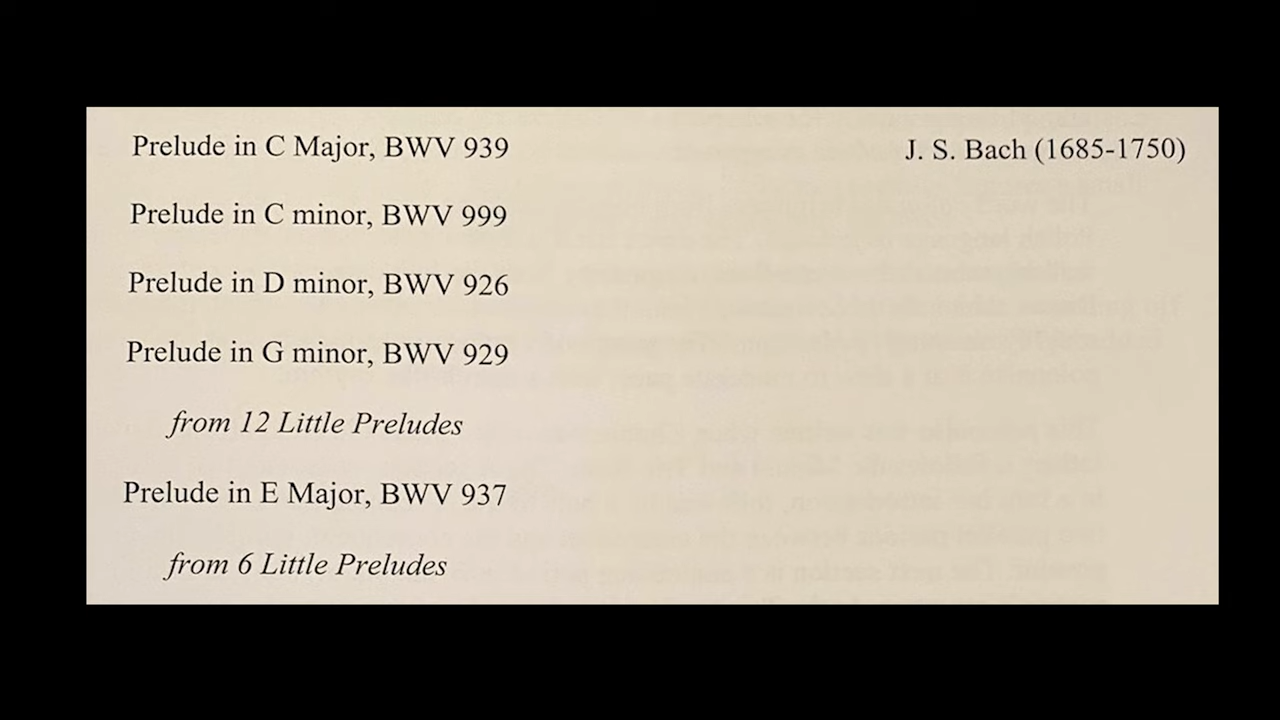 Prelude in C Major, BWV 939 J. S. Bach (1685-1750)
Prelude in C minor, BWV 999
Prelude in D minor, BWV 926
Prelude in G minor, BWV 929
from 12 Little Preludes
Prelude in E Major, BWV 937
from 6 Little Preludes